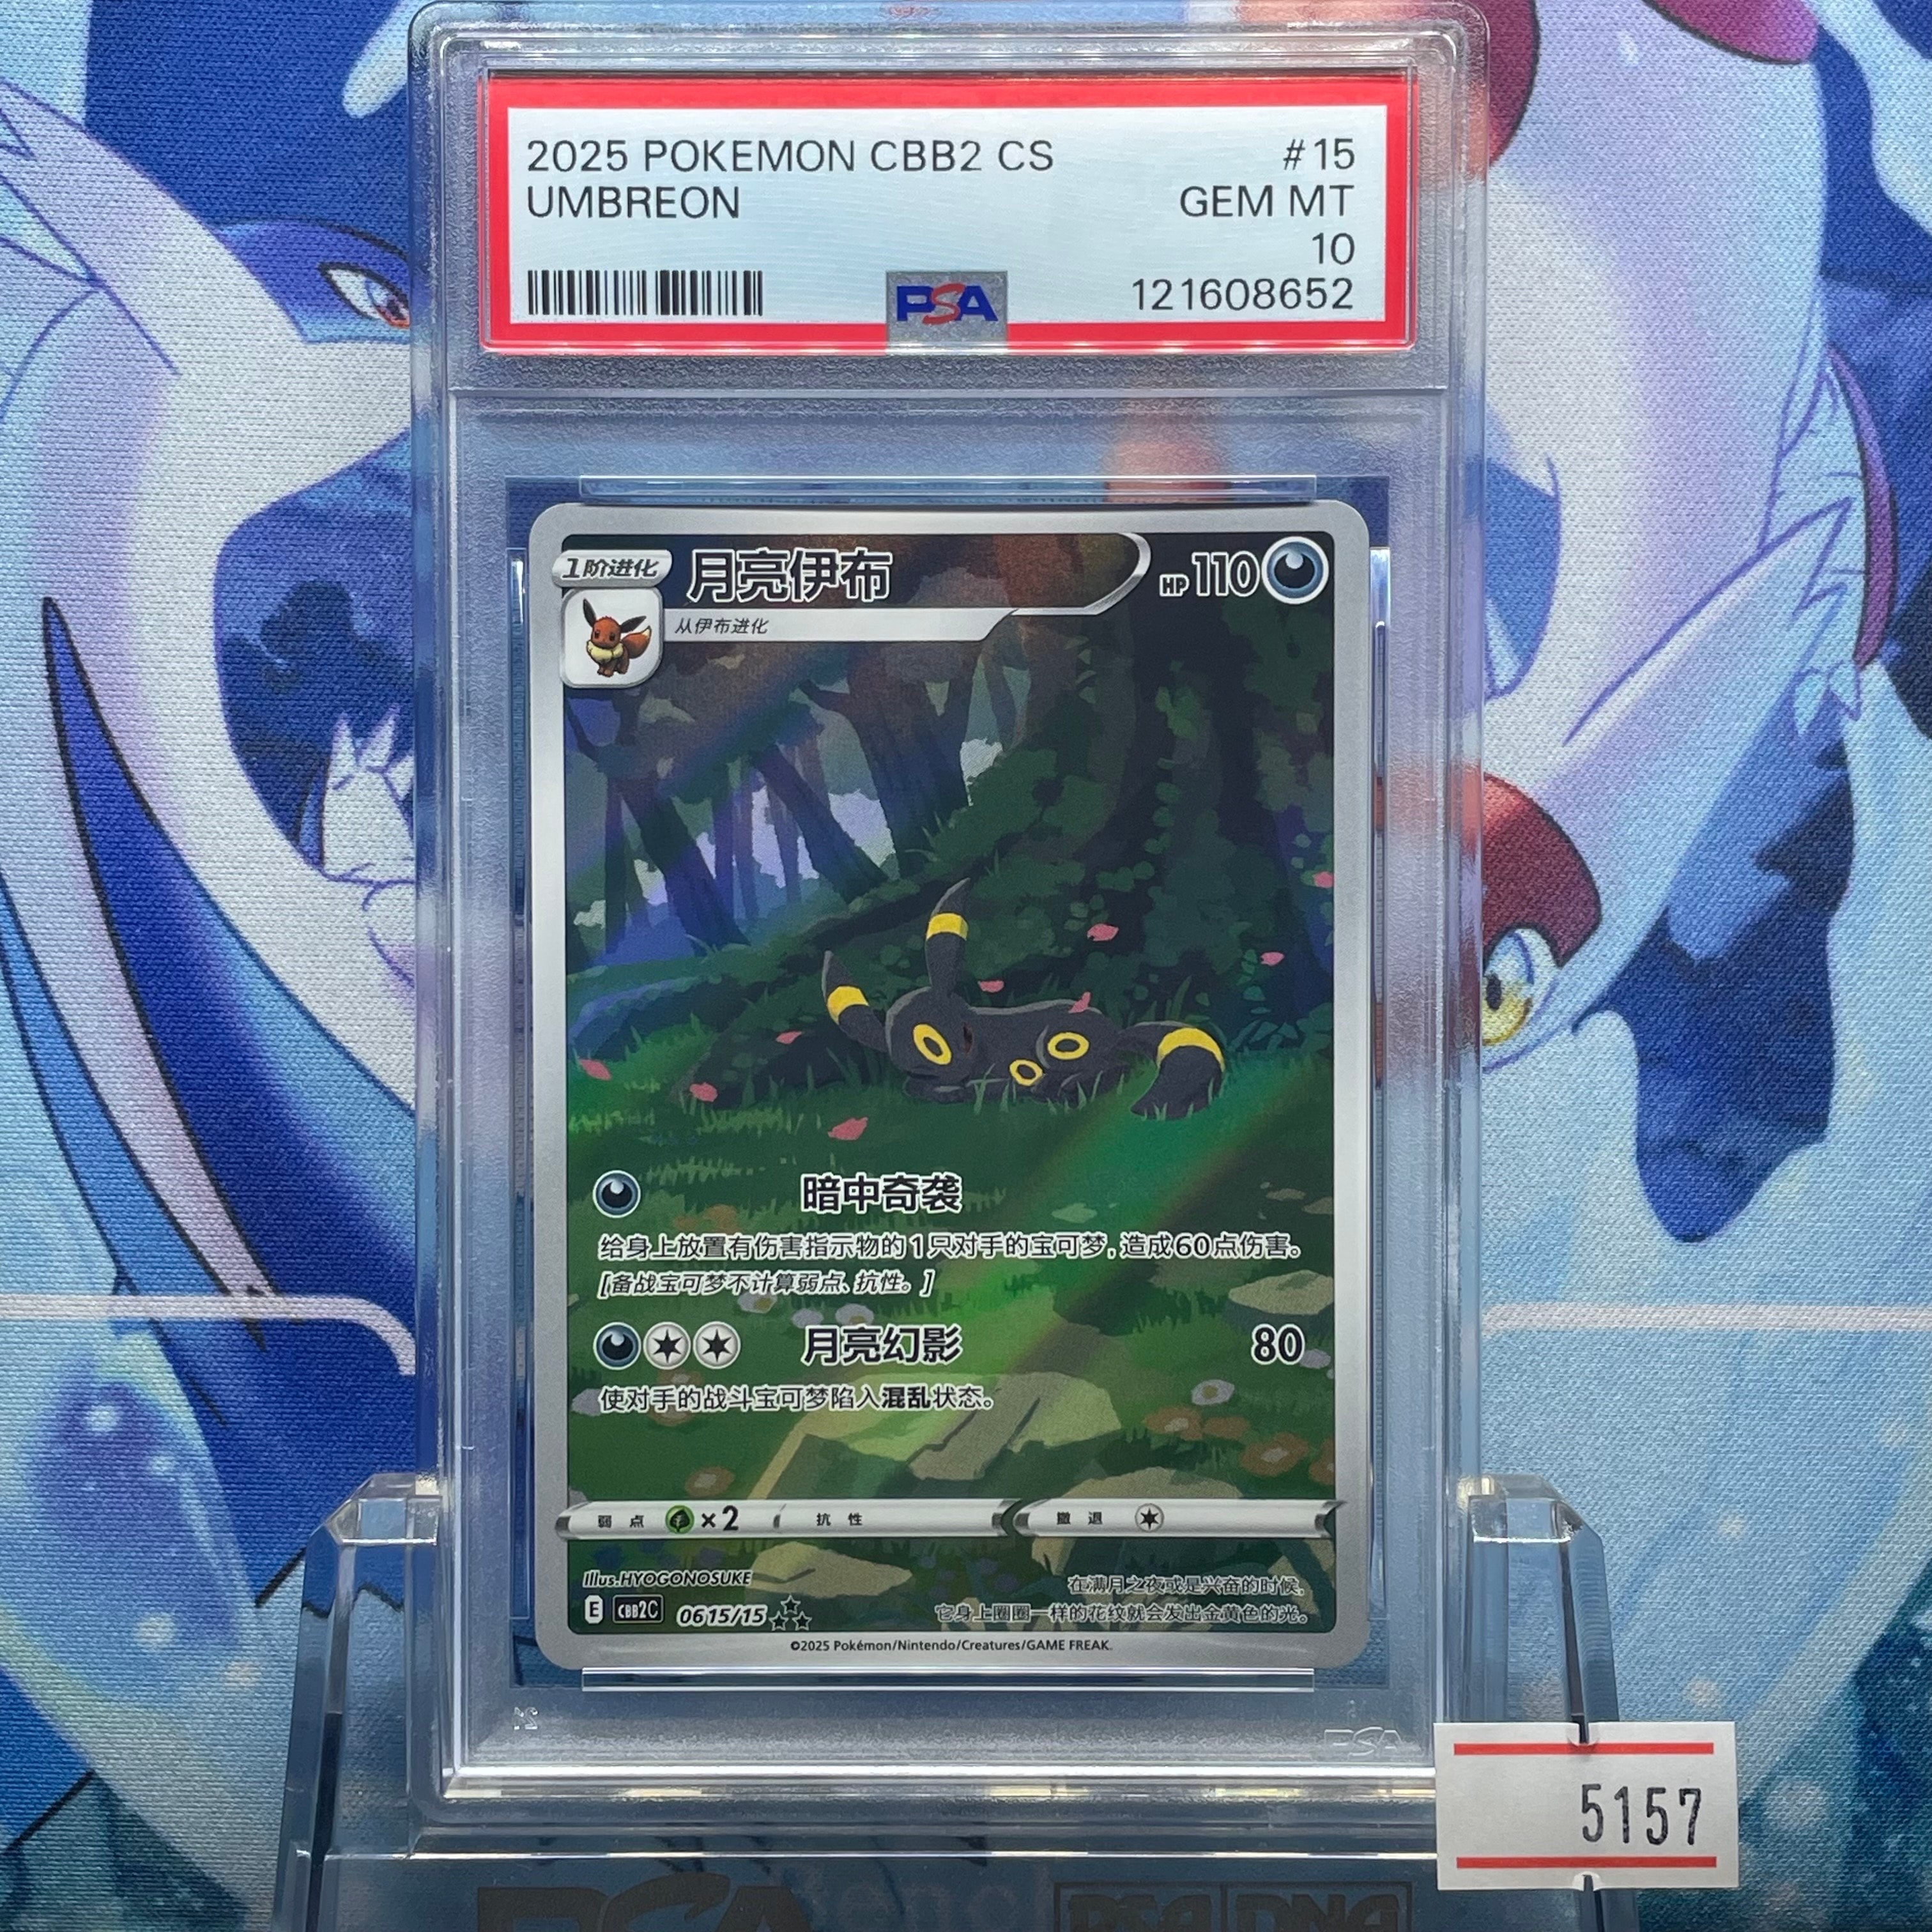 2025 POKEMON CBB2 CS #15
UMBREON GEM MT
10
PSA 121608652
1阶进化 月亮伊布 HP 110
从伊布进化
暗中奇袭
给身上放置有伤害指示物的1只对手的宝可梦,造成60点伤害。
[备战宝可梦不计算弱点、抗性。]
月亮幻影 80
使对手的战斗宝可梦陷入混乱状态。
弱点 ×2 抗性 撤退
Illus.HYOGONOSUKE
在满月之夜或是兴奋的时候,
E CBB2C 0615/15 它身上圈圈一样的花纹就会发出金黄色的光。
©2025 Pokémon/Nintendo/Creatures/GAME FREAK.
PSA
5157
PSA PSA/DNA